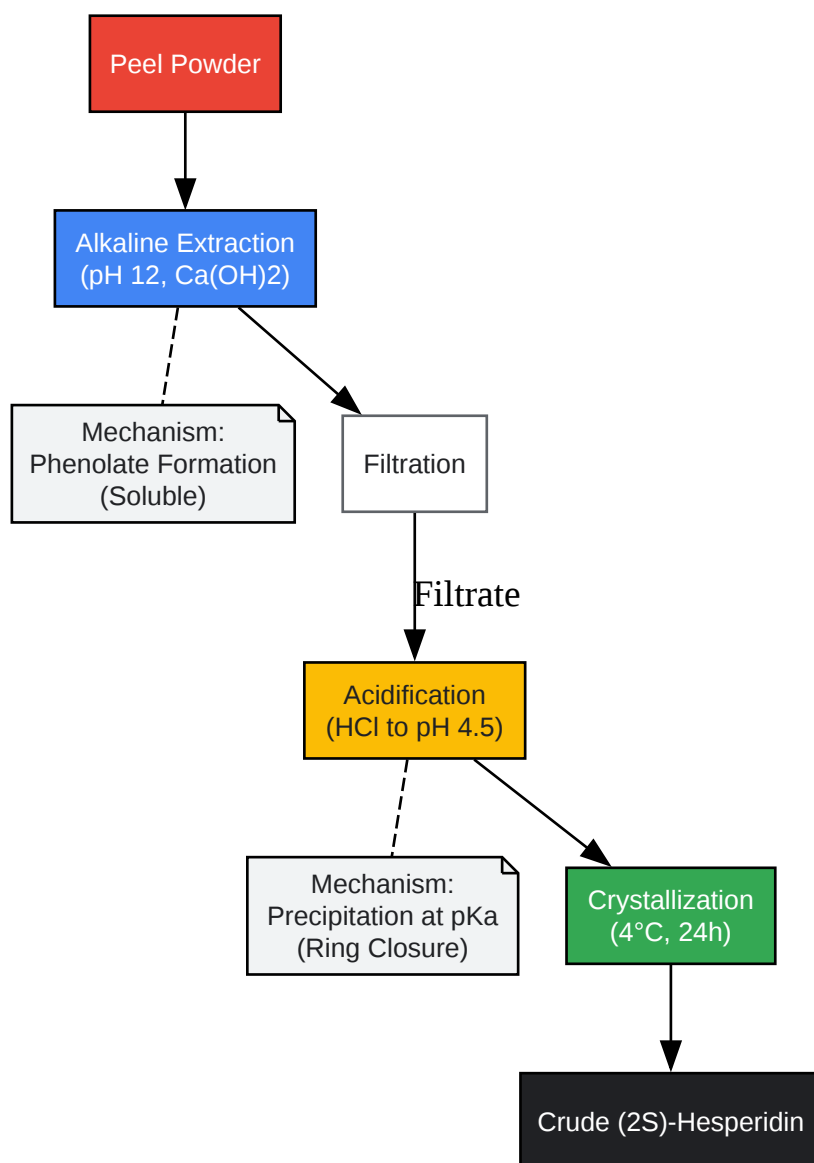 Peel Powder
Alkaline Extraction
(pH 12, Ca(OH)2)
Mechanism:
Phenolate Formation
(Soluble)
Filtration
Filtrate
Acidification
(HCl to pH 4.5)
Mechanism:
Precipitation at pKa
(Ring Closure)
Crystallization
(4°C, 24h)
Crude (2S)-Hesperidin